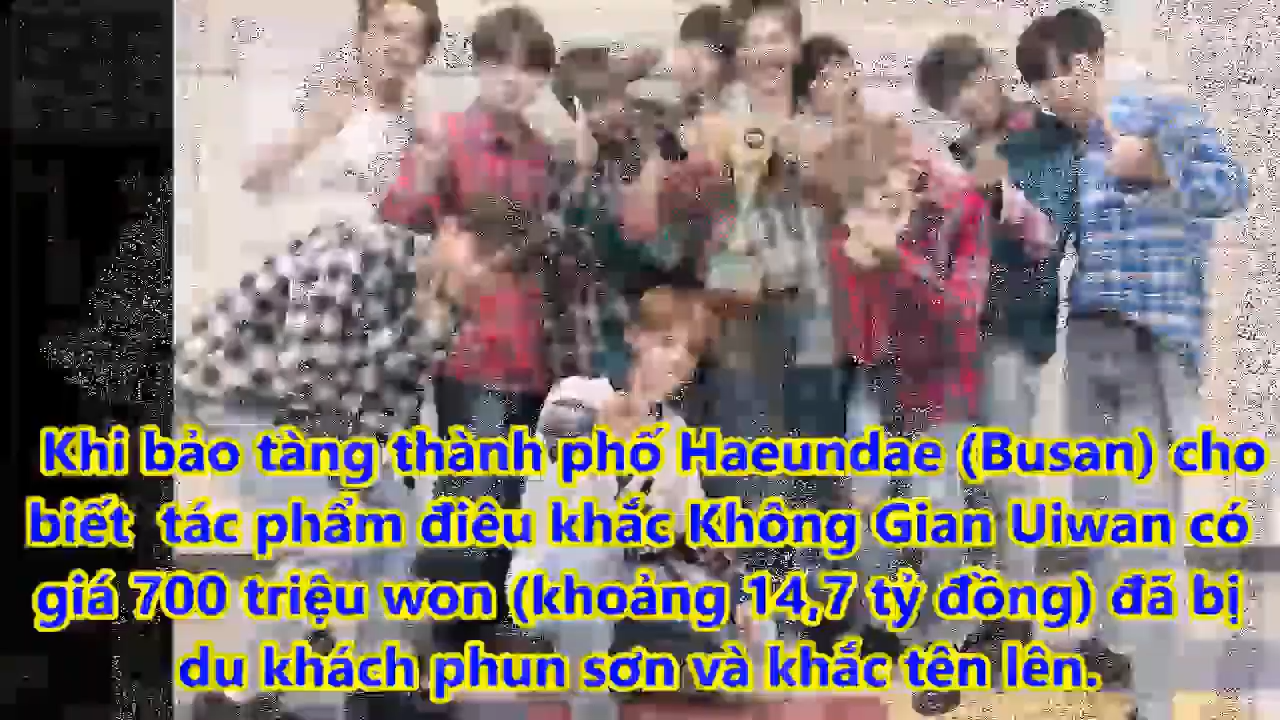 Khi bảo tàng thành phố Haeundae (Busan) cho
biết tác phẩm điêu khắc Không Gian Uiwan có
giá 700 triệu won (khoảng 14,7 tỷ đồng) đã bị
du khách phun sơn và khắc tên lên.